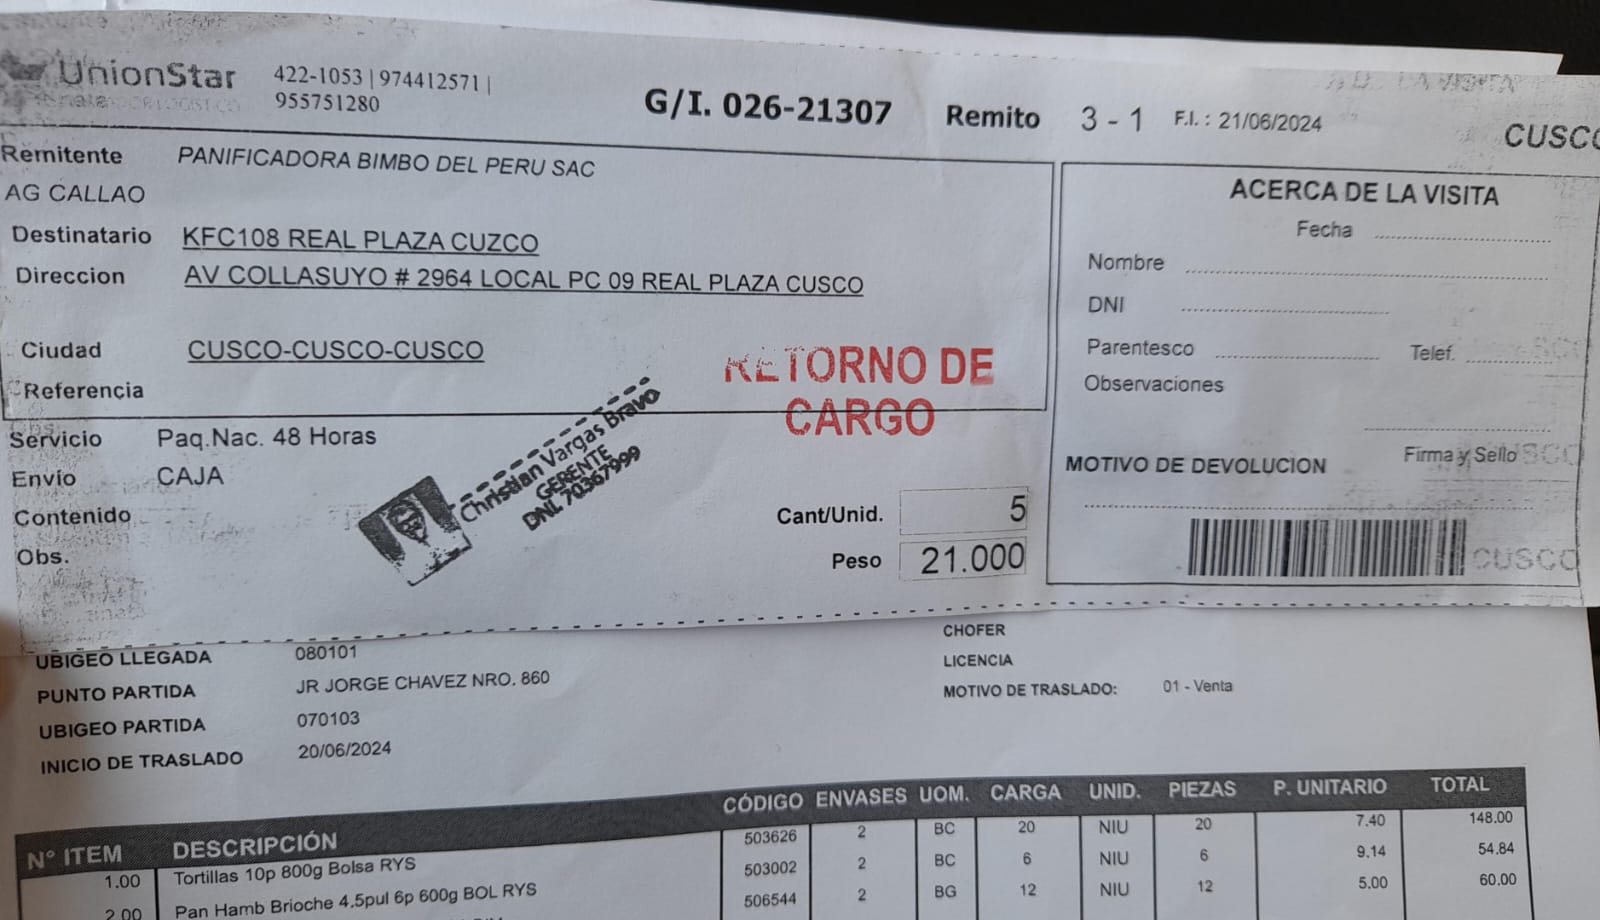 UnionStar
422-1053 | 974412571 |
955751280
G/I. 026-21307
Remito
3 - 1
F.I. : 21/06/2024
CUSCO
Remitente PANIFICADORA BIMBO DEL PERU SAC
AG CALLAO
Destinatario KFC108 REAL PLAZA CUZCO
Direccion AV COLLASUYO # 2964 LOCAL PC 09 REAL PLAZA CUSCO
Ciudad CUSCO-CUSCO-CUSCO
Referencia
Servicio Paq.Nac. 48 Horas
Envío CAJA
Contenido
Obs.
RETORNO DE
CARGO
Christian Vargas Bravo
GERENTE
DNI. 70367999
Cant/Unid. 5
Peso 21.000
ACERCA DE LA VISITA
Fecha
Nombre
DNI
Parentesco Telef.
Observaciones
Firma y Sello
MOTIVO DE DEVOLUCION
CUSCO
UBIGEO LLEGADA 080101
PUNTO PARTIDA JR JORGE CHAVEZ NRO. 860
UBIGEO PARTIDA 070103
INICIO DE TRASLADO 20/06/2024
CHOFER
LICENCIA
MOTIVO DE TRASLADO: 01 - Venta
N° ITEM DESCRIPCIÓN CÓDIGO ENVASES UOM. CARGA UNID. PIEZAS P. UNITARIO TOTAL
1.00 Tortillas 10p 800g Bolsa RYS 503626 2 BC 20 NIU 20 7.40 148.00
2.00 Pan Hamb Brioche 4,5pul 6p 600g BOL RYS 503002 2 BC 6 NIU 6 9.14 54.84
506544 2 BG 12 NIU 12 5.00 60.00